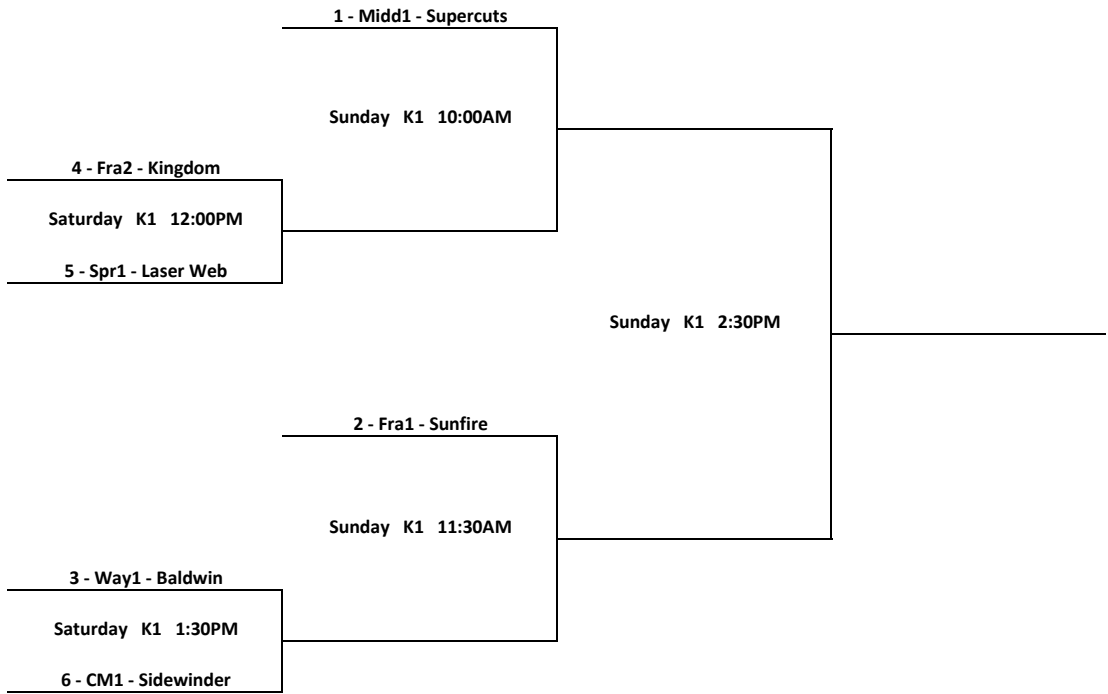 1 - Midd1 - Supercuts
Sunday K1 10:00AM
4 - Fra2 - Kingdom
Saturday K1 12:00PM
5 - Spr1 - Laser Web
Sunday K1 2:30PM
2 - Fra1 - Sunfire
Sunday K1 11:30AM
3 - Way1 - Baldwin
Saturday K1 1:30PM
6 - CM1 - Sidewinder